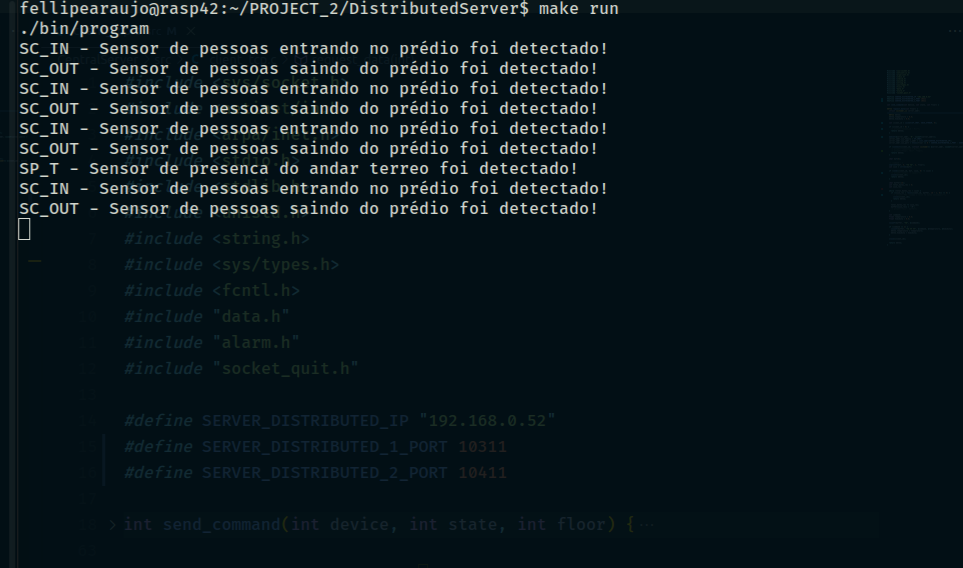 fellipearaujo@rasp42:~/PROJECT_2/DistributedServer$ make run
./bin/program
SC_IN - Sensor de pessoas entrando no prédio foi detectado!
SC_OUT - Sensor de pessoas saindo do prédio foi detectado!
SC_IN - Sensor de pessoas entrando no prédio foi detectado!
SC_OUT - Sensor de pessoas saindo do prédio foi detectado!
SC_IN - Sensor de pessoas entrando no prédio foi detectado!
SC_OUT - Sensor de pessoas saindo do prédio foi detectado!
SP_T - Sensor de presenca do andar terreo foi detectado!
SC_IN - Sensor de pessoas entrando no prédio foi detectado!
SC_OUT - Sensor de pessoas saindo do prédio foi detectado!
#include <string.h>
#include <sys/types.h>
#include <fcntl.h>
#include "data.h"
#include "alarm.h"
#include "socket_quit.h"
#define SERVER_DISTRIBUTED_IP "192.168.0.52"
#define SERVER_DISTRIBUTED_1_PORT 10311
#define SERVER_DISTRIBUTED_2_PORT 10411
> int send_command(int device, int state, int floor) {···